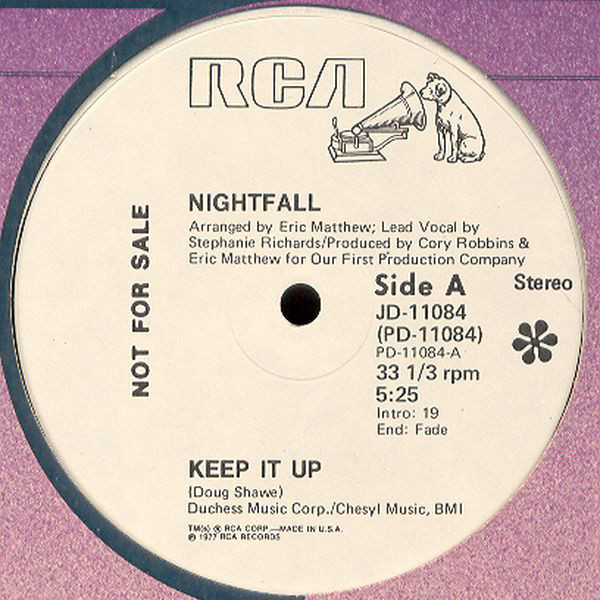 RCA
NIGHTFALL
Arranged by Eric Matthew; Lead Vocal by
Stephanie Richards/Produced by Cory Robbins &
Eric Matthew for Our First Production Company
NOT FOR SALE
Side A
Stereo
JD-11084
(PD-11084)
PD-11084-A
33 1/3 rpm
5:25
Intro: 19
End: Fade
KEEP IT UP
(Doug Shawe)
Duchess Music Corp./Chesyl Music, BMI
TM(s) ® RCA CORP.—MADE IN U.S.A.
℗ 1977 RCA RECORDS